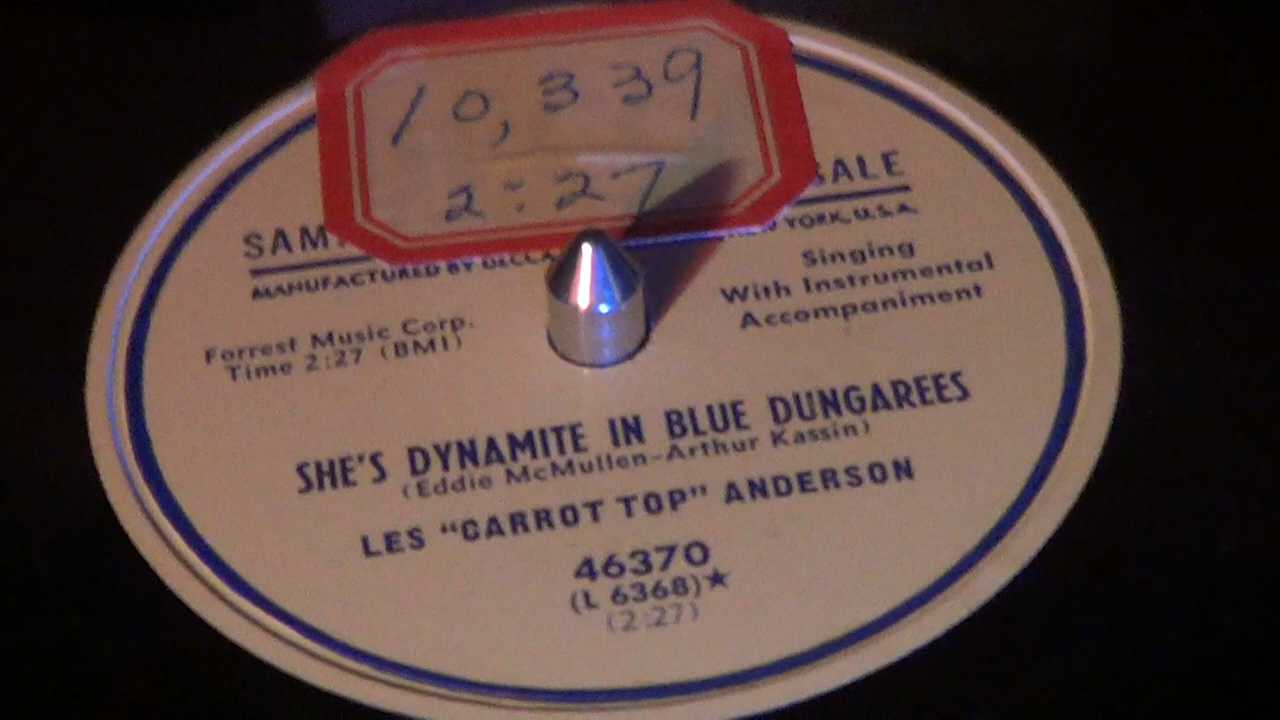 10,339
2:27
SALE
MANUFACTURED BY DECCA YORK, U.S.A.
Singing
With Instrumental
Accompaniment
Forrest Music Corp.
Time 2:27 (BMI)
SHE'S DYNAMITE IN BLUE DUNGAREES
(Eddie McMullen-Arthur Kassin)
LES "CARROT TOP" ANDERSON
46370
(L 6368)★
(2:27)